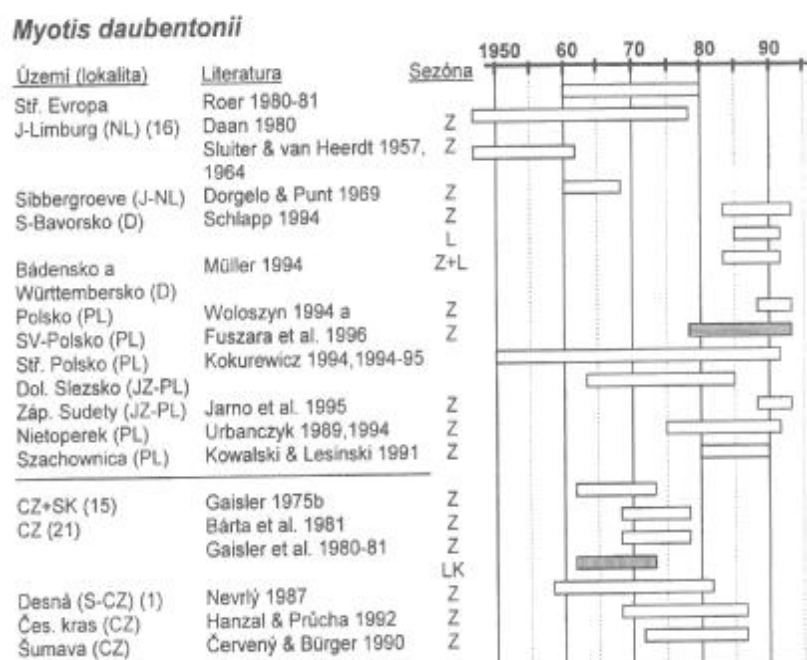 Myotis daubentonii
1950 60 70 80 90
Území (lokalita) Literatura Sezóna
Stř. Evropa Roer 1980-81
J-Limburg (NL) (16) Daan 1980 Z
Sluiter & van Heerdt 1957, Z
1964
Sibbergroeve (J-NL) Dorgelo & Punt 1969 Z
S-Bavorsko (D) Schlapp 1994 Z
L
Bádensko a Müller 1994 Z+L
Württembersko (D)
Polsko (PL) Woloszyn 1994 a Z
SV-Polsko (PL) Fuszara et al. 1996 Z
Stř. Polsko (PL) Kokurewicz 1994,1994-95
Dol. Slezsko (JZ-PL)
Záp. Sudety (JZ-PL) Jarno et al. 1995 Z
Nietoperek (PL) Urbanczyk 1989,1994 Z
Szachownica (PL) Kowalski & Lesinski 1991 Z
CZ+SK (15) Gaisler 1975b Z
CZ (21) Bárta et al. 1981 Z
Gaisler et al. 1980-81 Z
LK
Desná (S-CZ) (1) Nevrlý 1987 Z
Čes. kras (CZ) Hanzal & Průcha 1992 Z
Šumava (CZ) Červený & Bürger 1990 Z